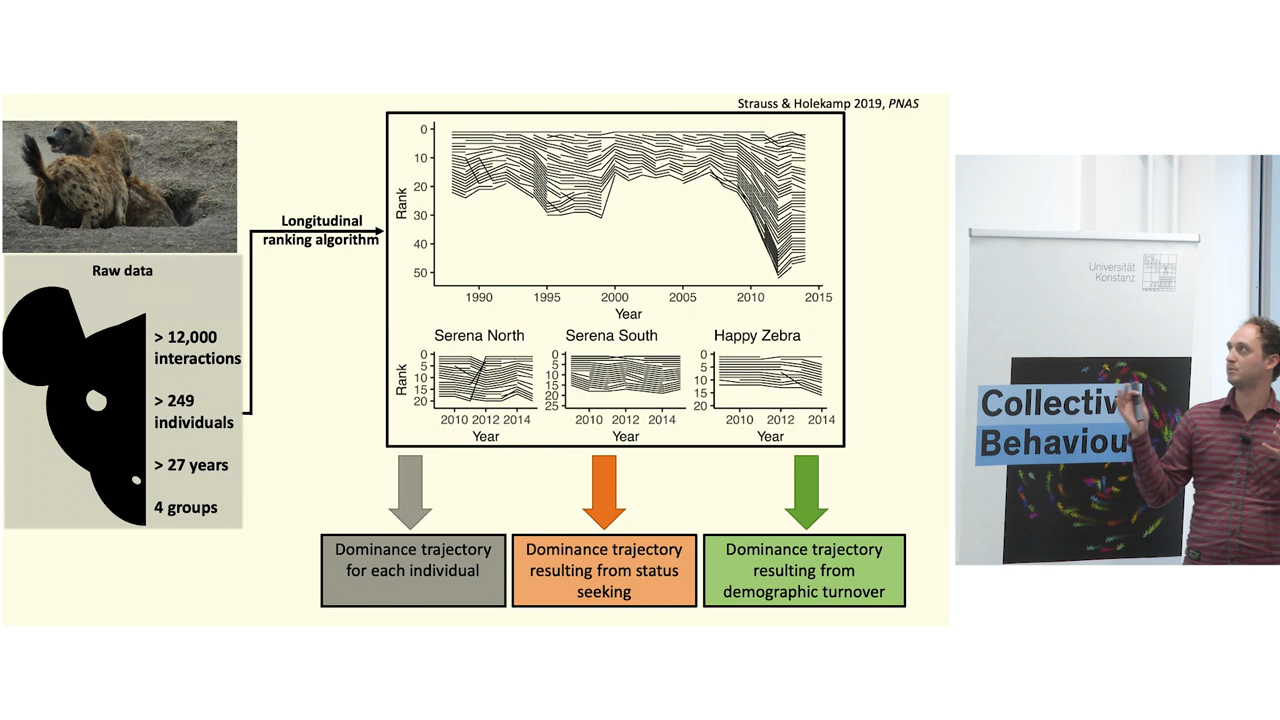 Strauss & Holekamp 2019, PNAS
Longitudinal
ranking algorithm
Raw data
> 12,000
interactions
> 249
individuals
> 27 years
4 groups
0
10
20
30
40
50
Rank
1990
1995
2000
2005
2010
2015
Year
Serena North
0
5
10
15
20
Rank
2010 2012 2014
Year
Serena South
0
5
10
15
20
25
2010 2012 2014
Year
Happy Zebra
0
5
10
15
20
2010 2012 2014
Year
Dominance trajectory
for each individual
Dominance trajectory
resulting from status
seeking
Dominance trajectory
resulting from
demographic turnover
Universität
Konstanz
Collectiv
Behaviou